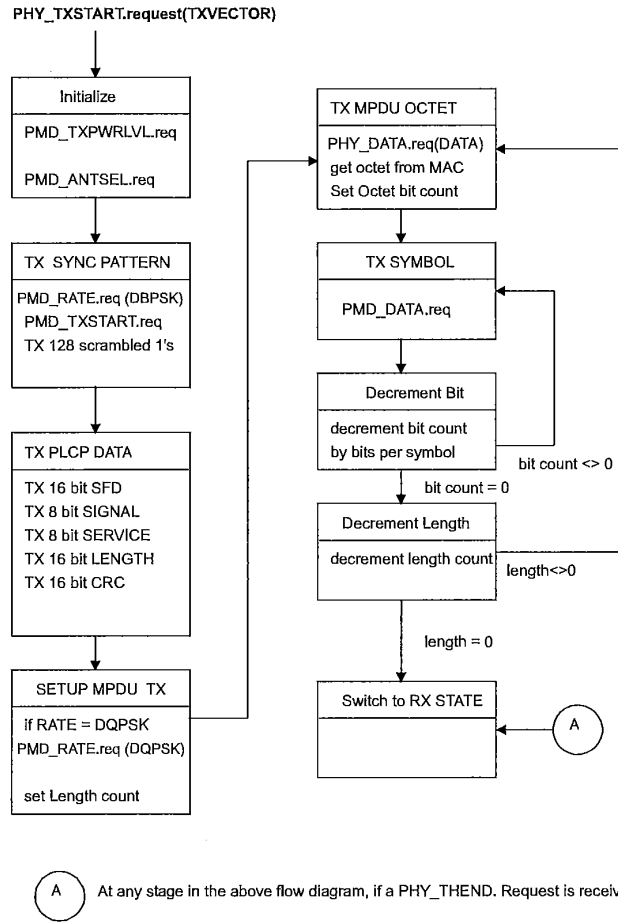 PHY_TXSTART.request(TXVECTOR)
Initialize
PMD_TXPWRLVL.req
PMD_ANTSEL.req
TX SYNC PATTERN
PMD_RATE.req (DBPSK)
PMD_TXSTART.req
TX 128 scrambled 1's
TX PLCP DATA
TX 16 bit SFD
TX 8 bit SIGNAL
TX 8 bit SERVICE
TX 16 bit LENGTH
TX 16 bit CRC
SETUP MPDU TX
if RATE = DQPSK
PMD_RATE.req (DQPSK)
set Length count
TX MPDU OCTET
PHY_DATA.req(DATA)
get octet from MAC
Set Octet bit count
TX SYMBOL
PMD_DATA.req
Decrement Bit
decrement bit count
by bits per symbol
bit count <> 0
bit count = 0
Decrement Length
decrement length count
length<>0
length = 0
Switch to RX STATE
A
A
At any stage in the above flow diagram, if a PHY_THEND. Request is receiv